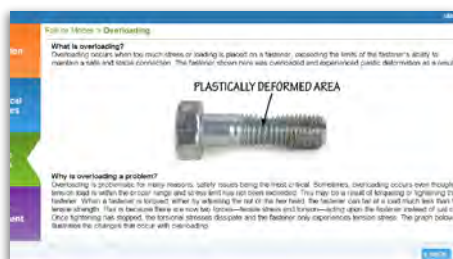 Failure Modes > Overloading
What is overloading?
Overloading occurs when too much stress or loading is placed on a fastener, exceeding the limits of the fastener's ability to
maintain a safe and stable connection. The fastener shown here was overloaded and experienced plastic deformation as a result.
PLASTICALLY DEFORMED AREA
Why is overloading a problem?
Overloading is problematic for many reasons, safety issues being the most critical. Sometimes, overloading occurs even though
tension load is within the proper range and stress limit has not been exceeded. This may be a result of torquing or tightening the
fastener. When a fastener is torqued, either by adjusting the nut or the hex head, the fastener can fail at a load much less than
tensile strength. This is because there are now two forces—tensile stress and torsion—acting upon the fastener instead of just
Once tightening has stopped, the torsional stresses dissipate and the fastener only experiences tension stress. The graph below
illustrates the changes that occur with overloading.